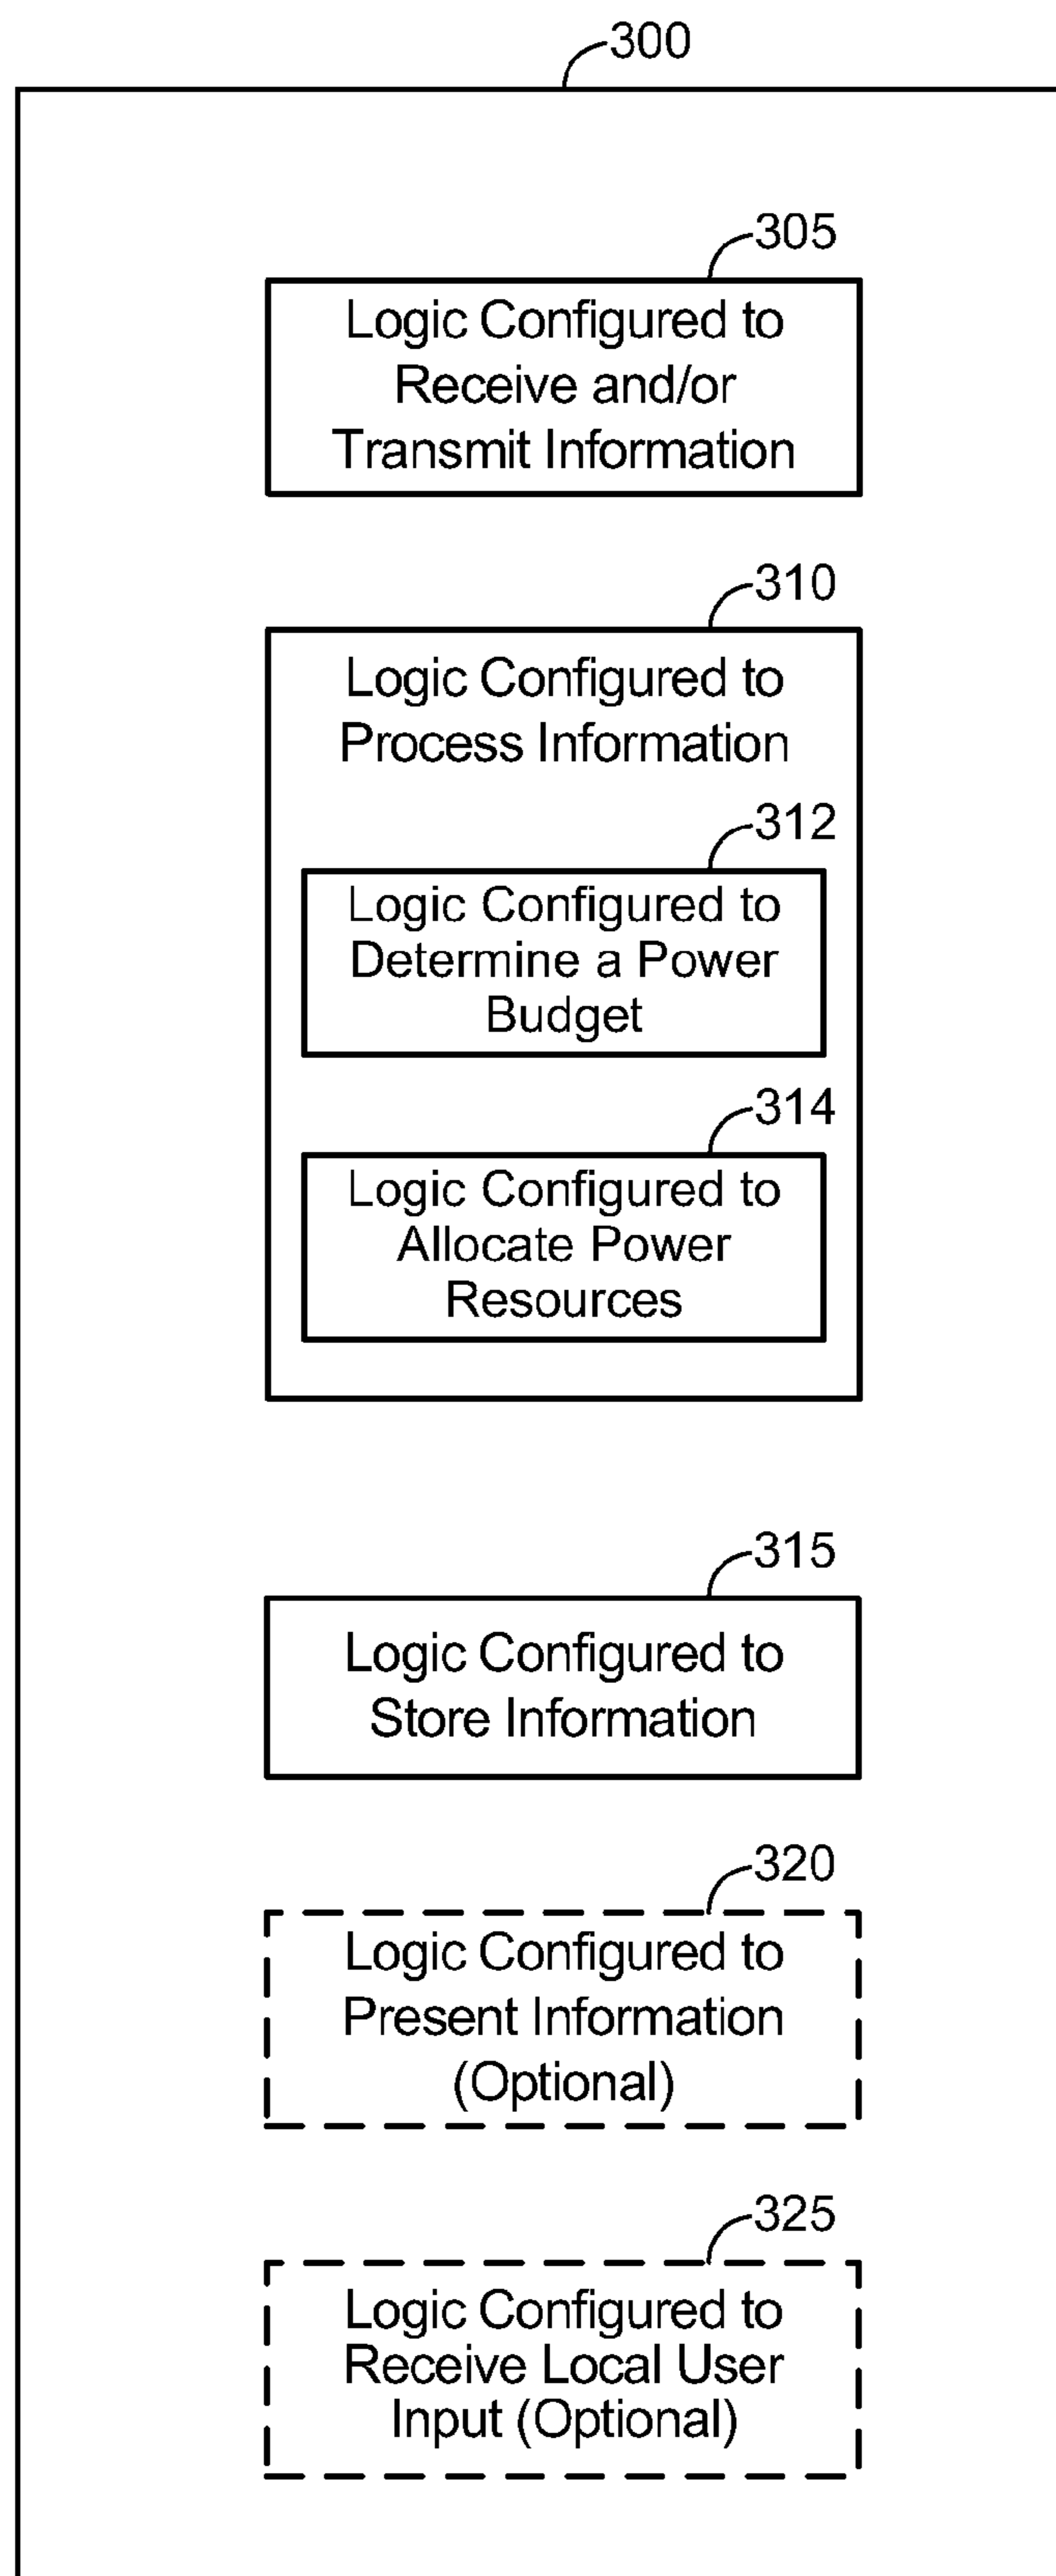 300
305
Logic Configured to
Receive and/or
Transmit Information
310
Logic Configured to
Process Information
312
Logic Configured to
Determine a Power
Budget
314
Logic Configured to
Allocate Power
Resources
315
Logic Configured to
Store Information
320
Logic Configured to
Present Information
(Optional)
325
Logic Configured to
Receive Local User
Input (Optional)